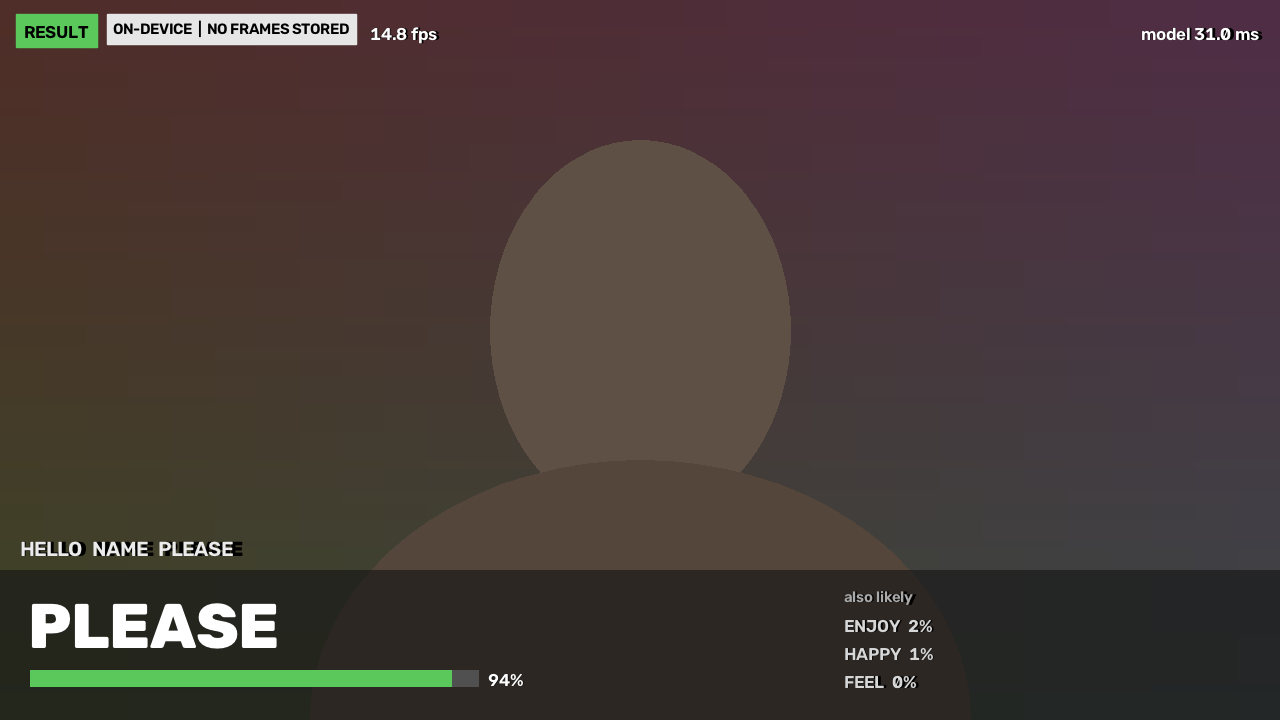 RESULT
ON-DEVICE | NO FRAMES STORED
14.8 fps
model 31.0 ms
HELLO NAME PLEASE
PLEASE
94%
also likely
ENJOY 2%
HAPPY 1%
FEEL 0%